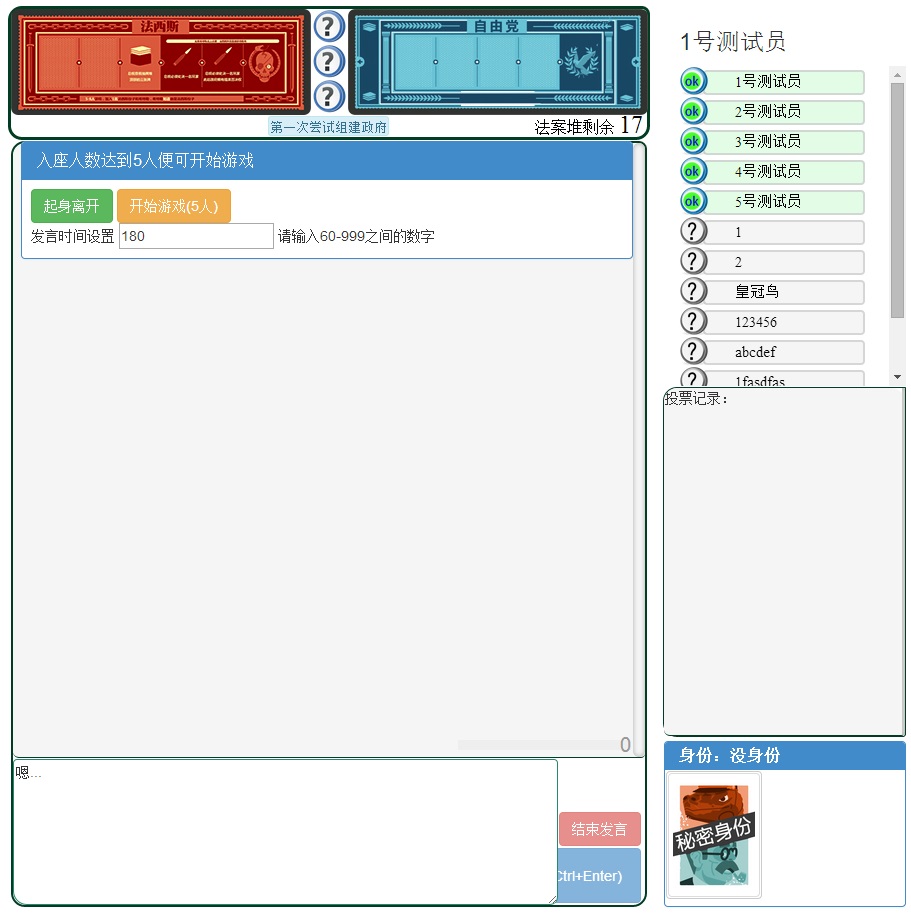 法西斯
自由党
?
?
?
第一次尝试组建政府
法案堆剩余 17
入座人数达到5人便可开始游戏
起身离开 开始游戏(5人)
发言时间设置 180 请输入60-999之间的数字
0
嗯...
结束发言
Ctrl+Enter)
1号测试员
ok 1号测试员
ok 2号测试员
ok 3号测试员
ok 4号测试员
ok 5号测试员
? 1
? 2
? 皇冠鸟
? 123456
? abcdef
? 1fasdfas
投票记录：
身份：没身份
秘密身份